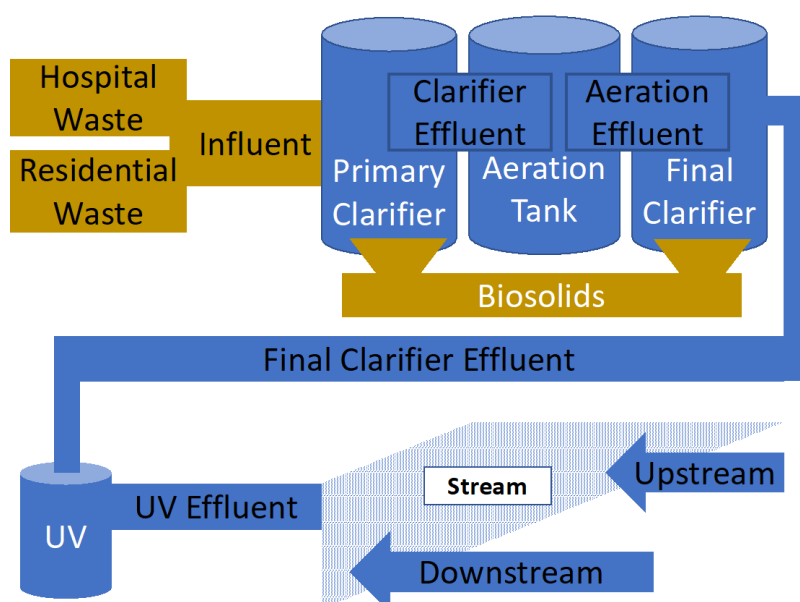 Hospital
Waste
Residential
Waste
Influent
Clarifier
Effluent
Aeration
Effluent
Primary
Clarifier
Aeration
Tank
Final
Clarifier
Biosolids
Final Clarifier Effluent
Stream
Upstream
UV Effluent
UV
Downstream